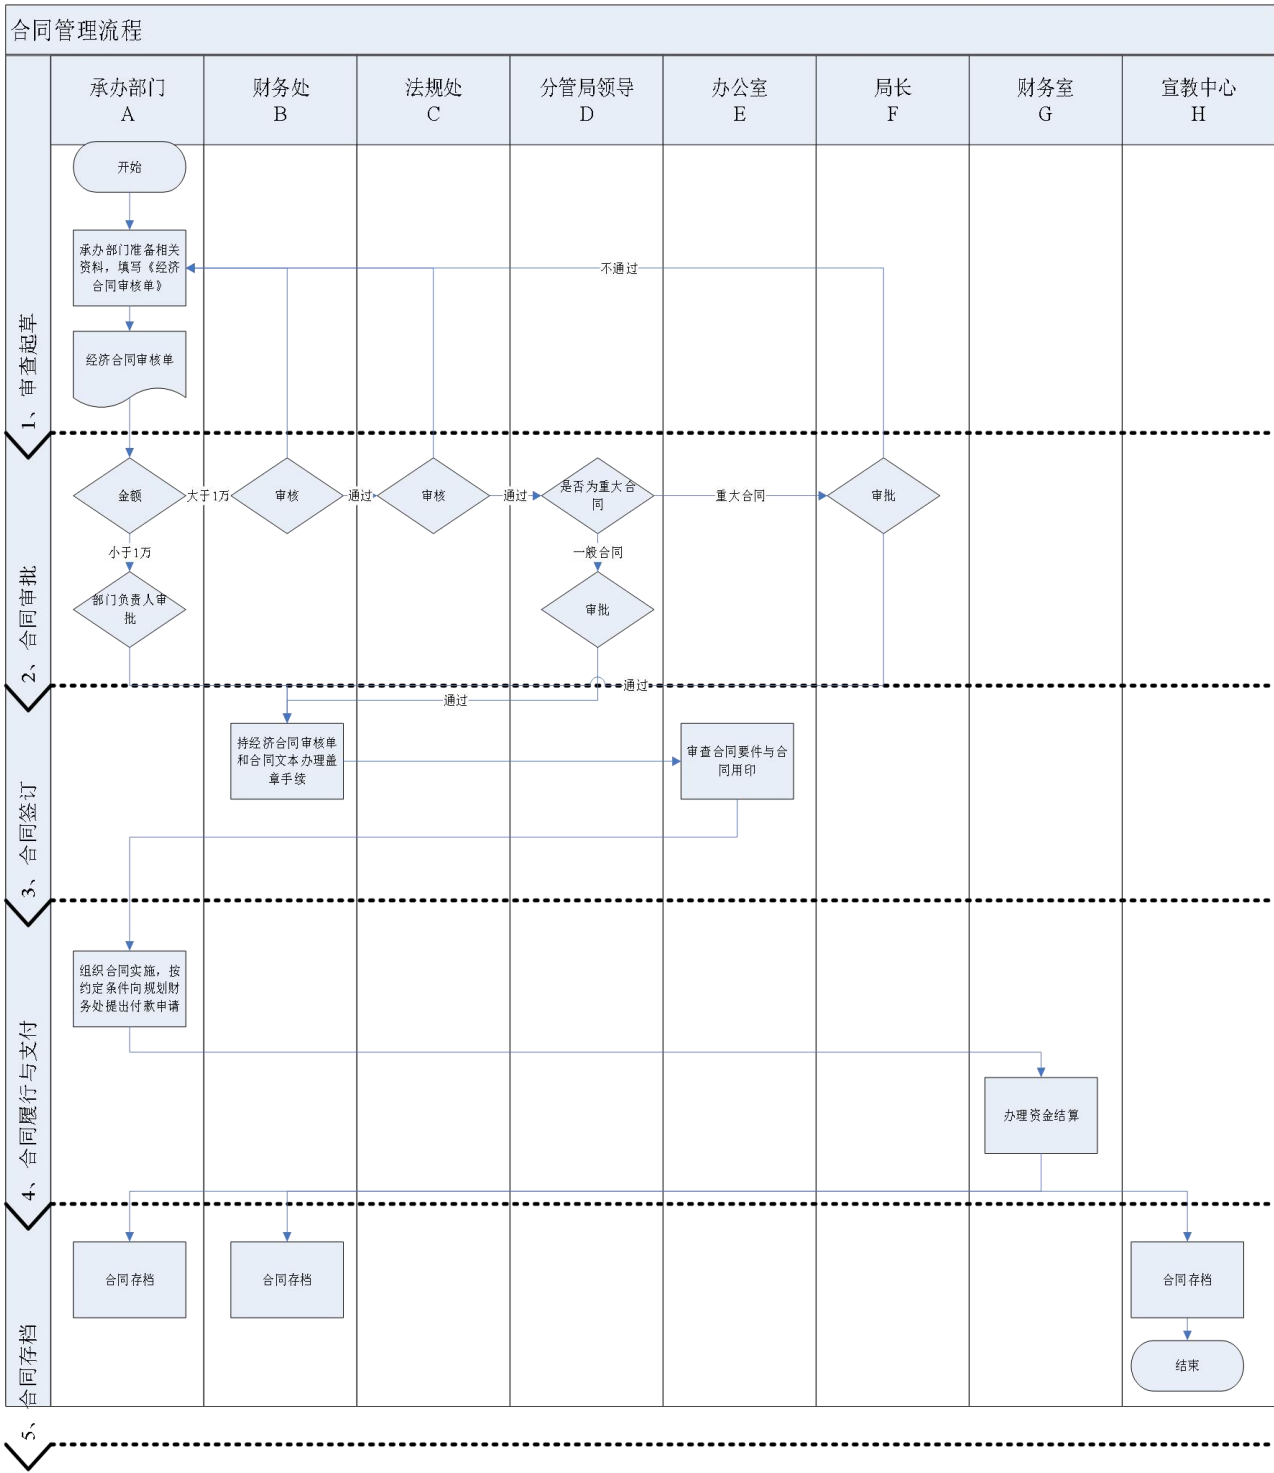 合同管理流程
承办部门
A
财务处
B
法规处
C
分管局领导
D
办公室
E
局长
F
财务室
G
宣教中心
H
1、审查起草
开始
承办部门准备相关
资料，填写《经济
合同审核单》
不通过
经济合同审核单
2、合同审批
金额
大于1万
审核
通过
审核
通过
是否为重大合
同
重大合同
审批
小于1万
一般合同
部门负责人审
批
审批
通过
通过
3、合同签订
持经济合同审核单
和合同文本办理盖
章手续
审查合同要件与合
同用印
4、合同履行与支付
组织合同实施，按
约定条件向规划财
务处提出付款申请
办理资金结算
5、合同存档
合同存档
合同存档
合同存档
结束